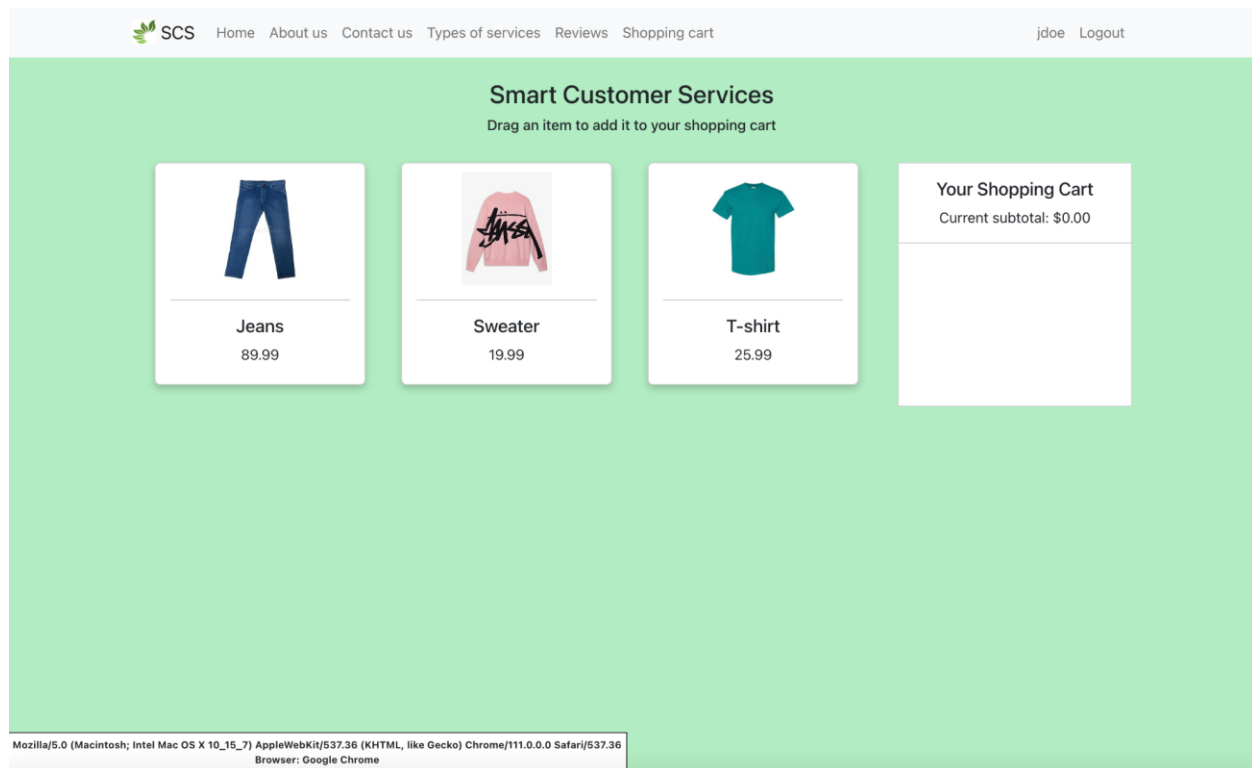 SCS Home About us Contact us Types of services Reviews Shopping cart jdoe Logout
Smart Customer Services
Drag an item to add it to your shopping cart
Jeans
89.99
Sweater
19.99
T-shirt
25.99
Your Shopping Cart
Current subtotal: $0.00
Mozilla/5.0 (Macintosh; Intel Mac OS X 10_15_7) AppleWebKit/537.36 (KHTML, like Gecko) Chrome/111.0.0.0 Safari/537.36
Browser: Google Chrome